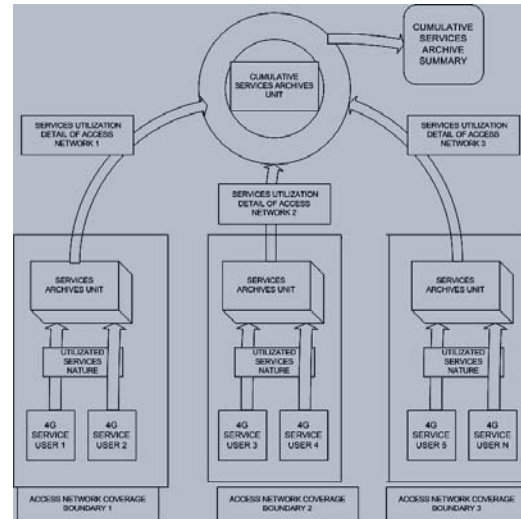 CUMULATIVE
SERVICES
ARCHIVE
SUMMARY
CUMULATIVE
SERVICES ARCHIVES
UNIT
SERVICES UTILIZATION
DETAIL OF ACCESS
NETWORK 1
SERVICES UTILIZATION
DETAIL OF ACCESS
NETWORK 3
SERVICES UTILIZATION
DETAIL OF ACCESS
NETWORK 2
SERVICES
ARCHIVES UNIT
SERVICES
ARCHIVES UNIT
SERVICES
ARCHIVES UNIT
UTILIZATED
SERVICES
NATURE
UTILIZATED
SERVICES
NATURE
UTILIZATED
SERVICES
NATURE
4G
SERVICE
USER 1
4G
SERVICE
USER 2
4G
SERVICE
USER 3
4G
SERVICE
USER 4
4G
SERVICE
USER 5
4G
SERVICE
USER N
ACCESS NETWORK COVERAGE
BOUNDARY 1
ACCESS NETWORK COVERAGE
BOUNDARY 2
ACCESS NETWORK COVERAGE
BOUNDARY 3